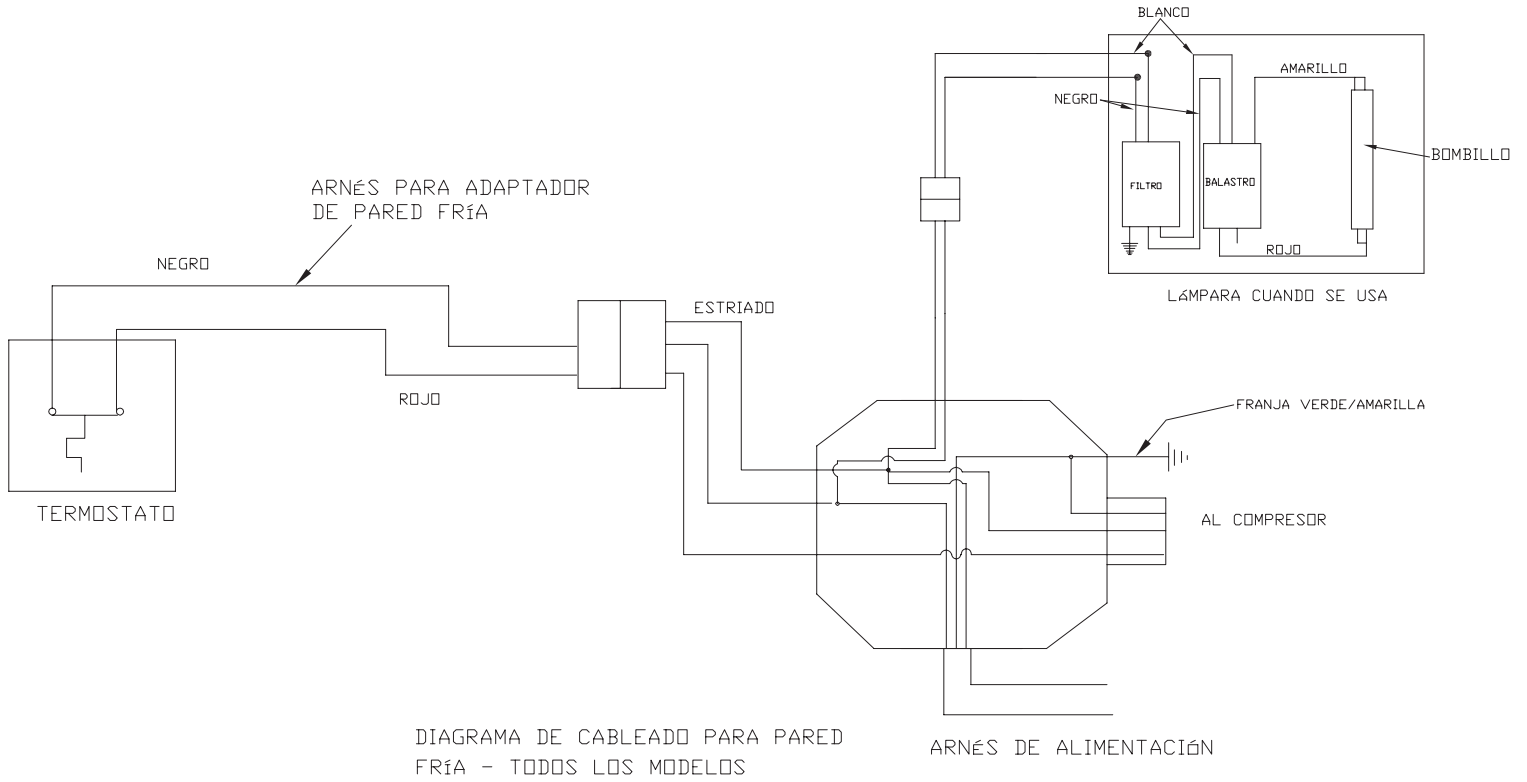 BLANCO
AMARILLO
NEGRO
BOMBILLO
FILTRO
BALASTRO
ROJO
LáMPARA CUANDO SE USA
ARNéS PARA ADAPTADOR
DE PARED FRíA
NEGRO
ESTRIADO
ROJO
FRANJA VERDE/AMARILLA
TERMOSTATO
AL COMPRESOR
DIAGRAMA DE CABLEADO PARA PARED
FRíA - TODOS LOS MODELOS
ARNéS DE ALIMENTACIóN